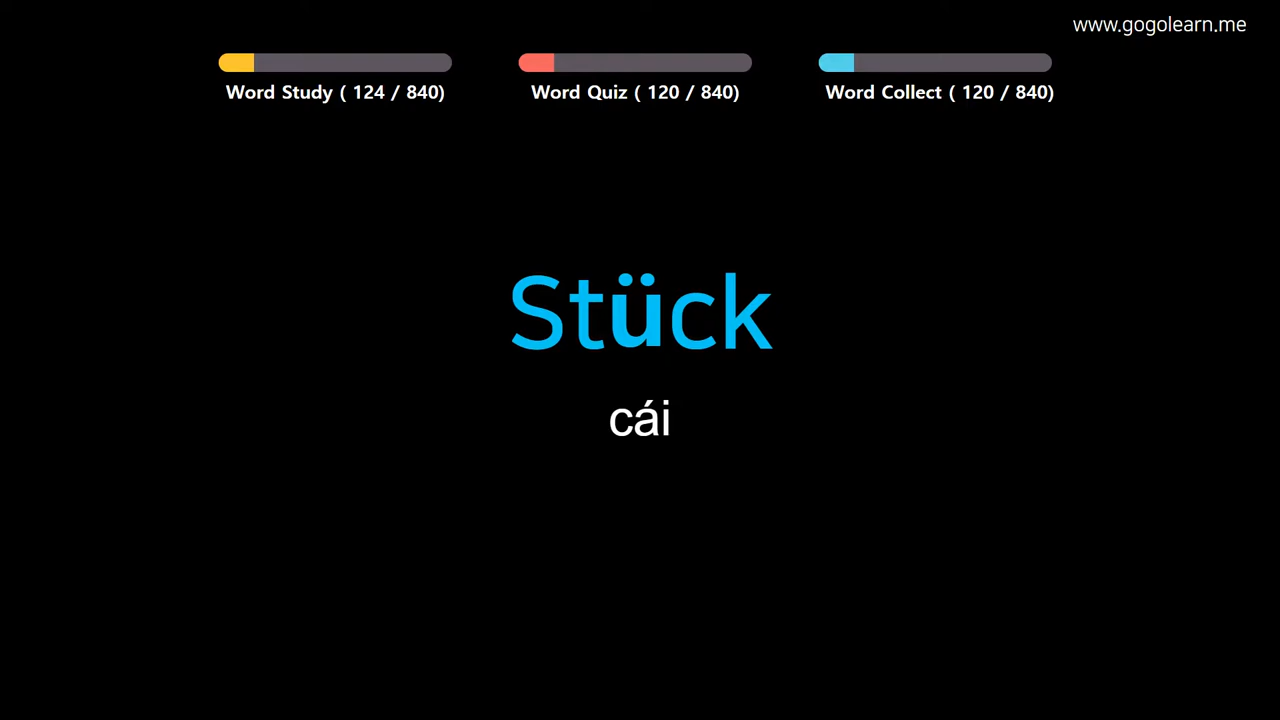 www.gogolearn.me
Word Study ( 124 / 840)
Word Quiz ( 120 / 840)
Word Collect ( 120 / 840)
Stück
cái